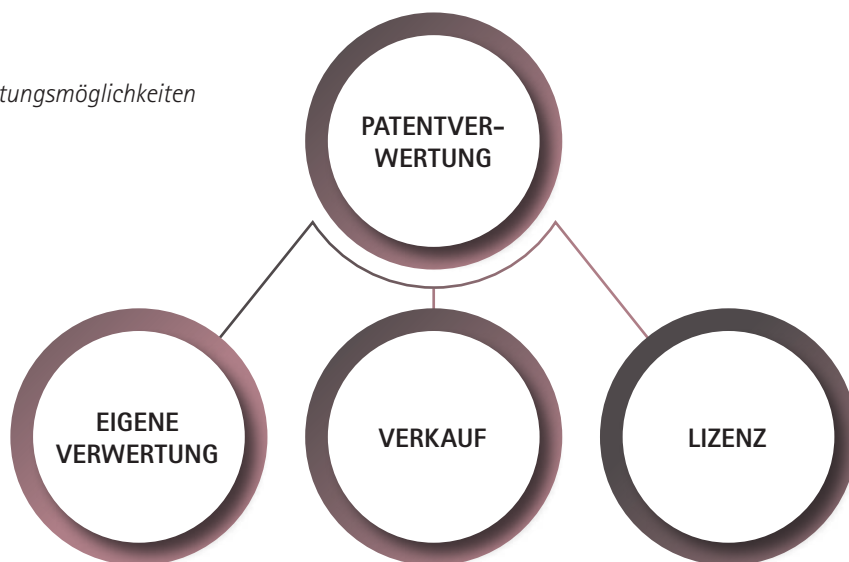 tungsmöglichkeiten
PATENTVER-
WERTUNG
EIGENE
VERWERTUNG
VERKAUF
LIZENZ